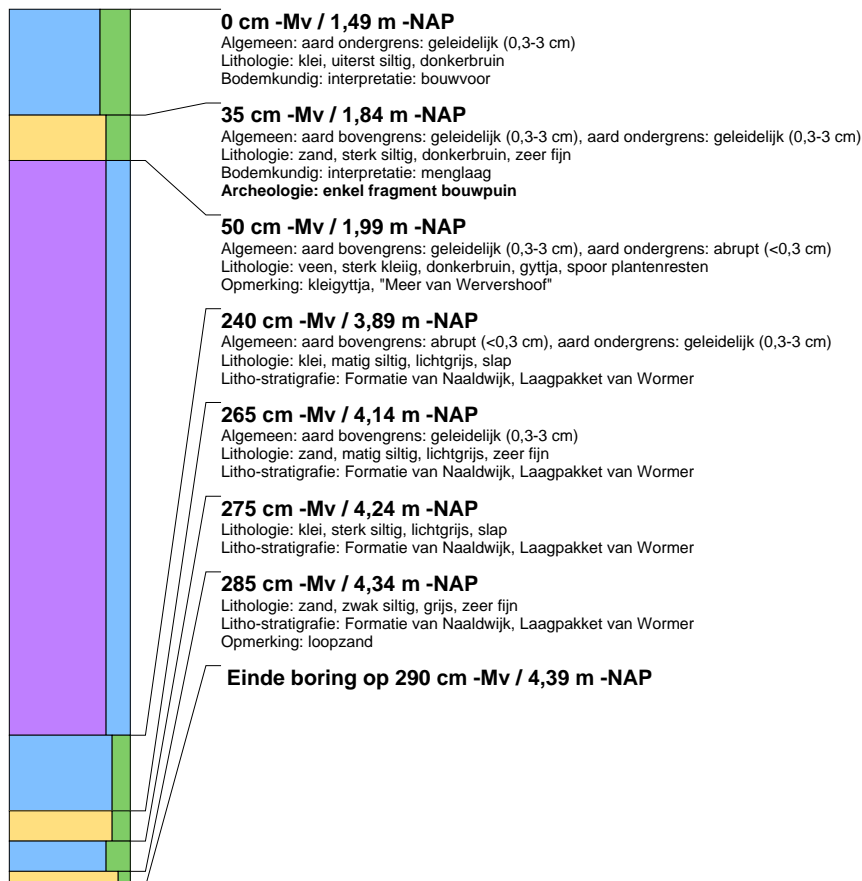 0 cm -Mv / 1,49 m -NAP
Algemeen: aard ondergrens: geleidelijk (0,3-3 cm)
Lithologie: klei, uiterst siltig, donkerbruin
Bodemkundig: interpretatie: bouwvoor
35 cm -Mv / 1,84 m -NAP
Algemeen: aard bovengrens: geleidelijk (0,3-3 cm), aard ondergrens: geleidelijk (0,3-3 cm)
Lithologie: zand, sterk siltig, donkerbruin, zeer fijn
Bodemkundig: interpretatie: menglaag
Archeologie: enkel fragment bouwpuin
50 cm -Mv / 1,99 m -NAP
Algemeen: aard bovengrens: geleidelijk (0,3-3 cm), aard ondergrens: abrupt (<0,3 cm)
Lithologie: veen, sterk kleiig, donkerbruin, gyttja, spoor plantenresten
Opmerking: kleigyttja, "Meer van Wervershoof"
240 cm -Mv / 3,89 m -NAP
Algemeen: aard bovengrens: abrupt (<0,3 cm), aard ondergrens: geleidelijk (0,3-3 cm)
Lithologie: klei, matig siltig, lichtgrijs, slap
Litho-stratigrafie: Formatie van Naaldwijk, Laagpakket van Wormer
265 cm -Mv / 4,14 m -NAP
Algemeen: aard bovengrens: geleidelijk (0,3-3 cm)
Lithologie: zand, matig siltig, lichtgrijs, zeer fijn
Litho-stratigrafie: Formatie van Naaldwijk, Laagpakket van Wormer
275 cm -Mv / 4,24 m -NAP
Lithologie: klei, sterk siltig, lichtgrijs, slap
Litho-stratigrafie: Formatie van Naaldwijk, Laagpakket van Wormer
285 cm -Mv / 4,34 m -NAP
Lithologie: zand, zwak siltig, grijs, zeer fijn
Litho-stratigrafie: Formatie van Naaldwijk, Laagpakket van Wormer
Opmerking: loopzand
Einde boring op 290 cm -Mv / 4,39 m -NAP